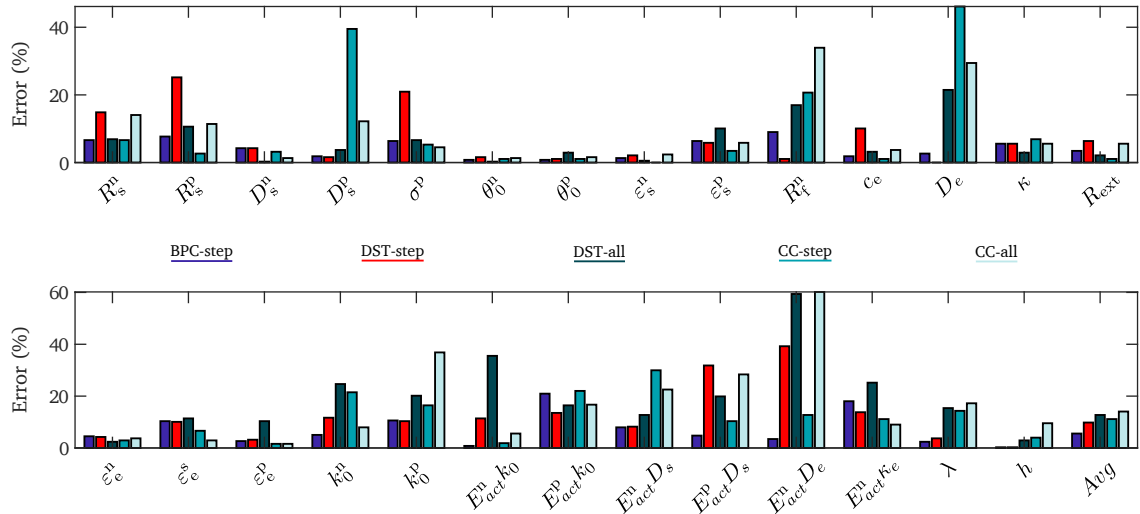 Error (%)
40
20
0
R_s^n R_s^p D_s^n D_s^p σ^p θ_0^n θ_0^p ε_s^n ε_s^p R_f^n c_e D_e κ R_ext
BPC-step DST-step DST-all CC-step CC-all
Error (%)
60
40
20
0
ε_e^n ε_e^s ε_e^p k_0^n k_0^p E_act^n k_0 E_act^p k_0 E_act^n D_s E_act^p D_s E_act^n D_e E_act^n κ_e λ h Avg